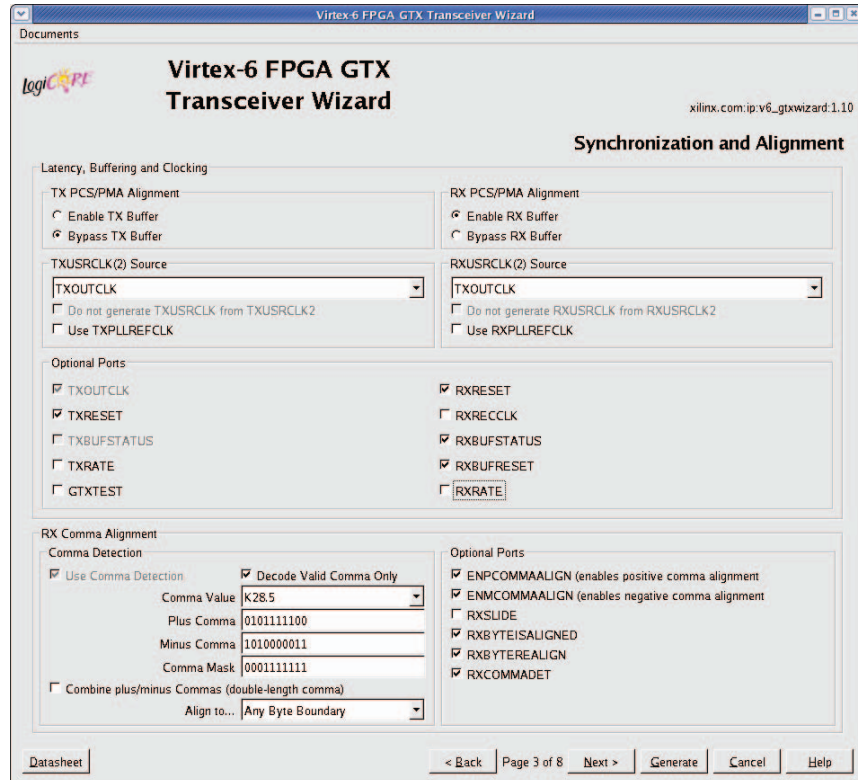 Virtex-6 FPGA GTX Transceiver Wizard
Documents
LogiCORE
Virtex-6 FPGA GTX
Transceiver Wizard
xilinx.com:ip:v6_gtxwizard:1.10
Synchronization and Alignment
Latency, Buffering and Clocking
TX PCS/PMA Alignment
Enable TX Buffer
Bypass TX Buffer
RX PCS/PMA Alignment
Enable RX Buffer
Bypass RX Buffer
TXUSRCLK(2) Source
TXOUTCLK
Do not generate TXUSRCLK from TXUSRCLK2
Use TXPLLREFCLK
RXUSRCLK(2) Source
TXOUTCLK
Do not generate RXUSRCLK from RXUSRCLK2
Use RXPLLREFCLK
Optional Ports
TXOUTCLK
TXRESET
TXBUFSTATUS
TXRATE
GTXTEST
RXRESET
RXRECCLK
RXBUFSTATUS
RXBUFRESET
RXRATE
RX Comma Alignment
Comma Detection
Use Comma Detection
Decode Valid Comma Only
Comma Value K28.5
Plus Comma 0101111100
Minus Comma 1010000011
Comma Mask 0001111111
Combine plus/minus Commas (double-length comma)
Align to... Any Byte Boundary
Optional Ports
ENPCOMMAALIGN (enables positive comma alignment
ENMCOMMAALIGN (enables negative comma alignment
RXSLIDE
RXBYTEISALIGNED
RXBYTEREALIGN
RXCOMMADET
Datasheet
< Back
Page 3 of 8
Next >
Generate
Cancel
Help